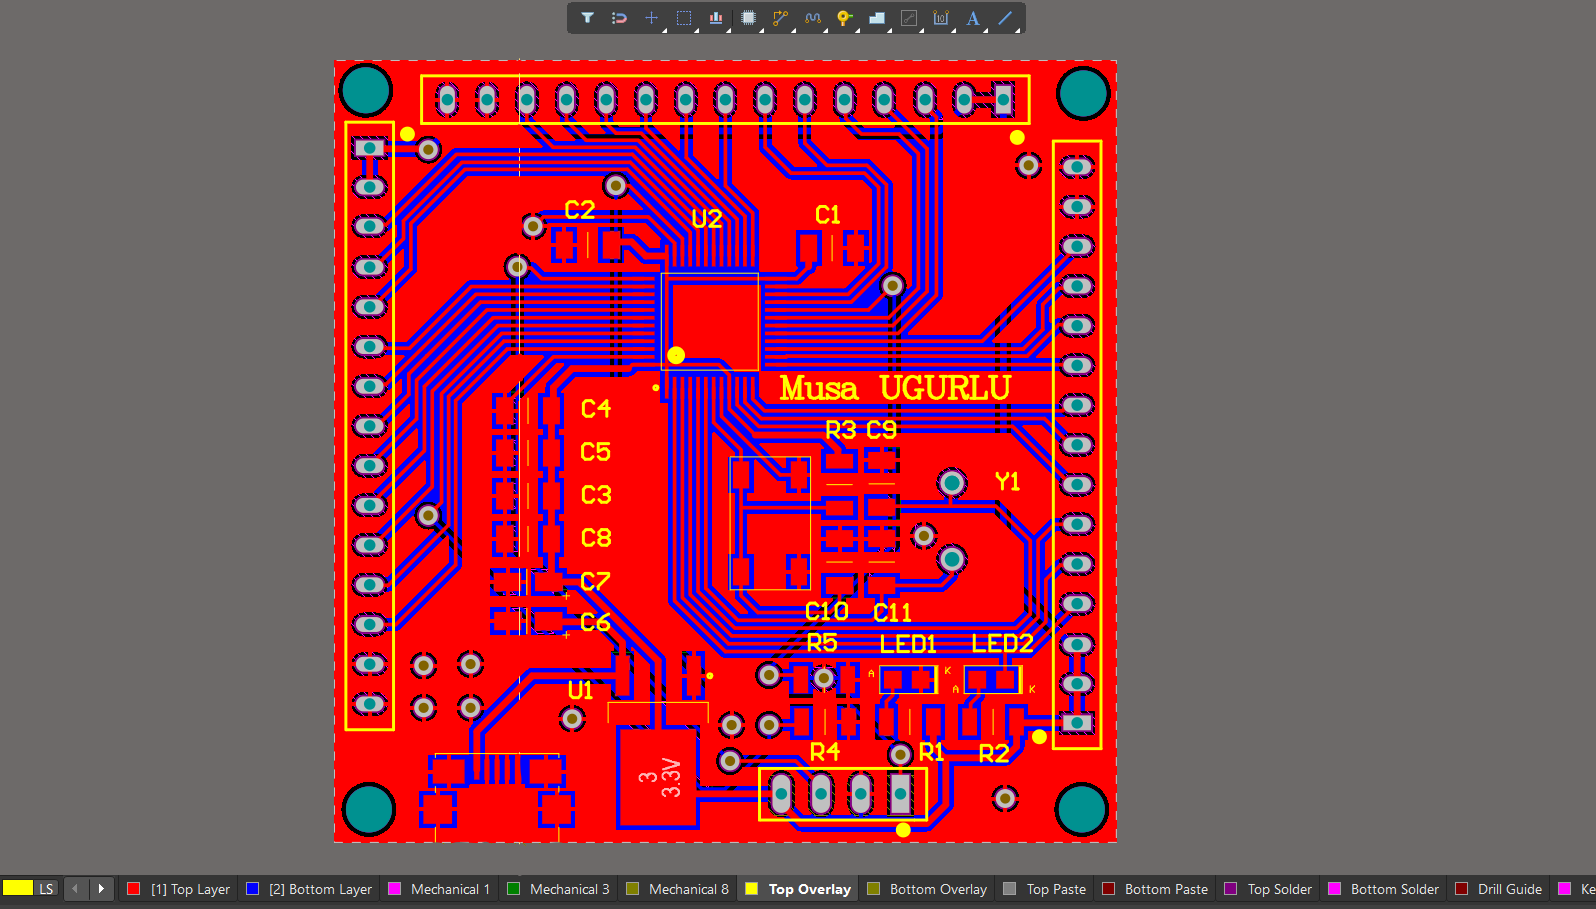 C2
U2
C1
Musa UGURLU
C4
R3 C9
C5
C3
Y1
C8
C7
+
C6
+
C10 C11
R5 LED1 LED2
A K
A K
U1
R4 R1 R2
3
3.3V
LS [1] Top Layer [2] Bottom Layer Mechanical 1 Mechanical 3 Mechanical 8 Top Overlay Bottom Overlay Top Paste Bottom Paste Top Solder Bottom Solder Drill Guide Ke